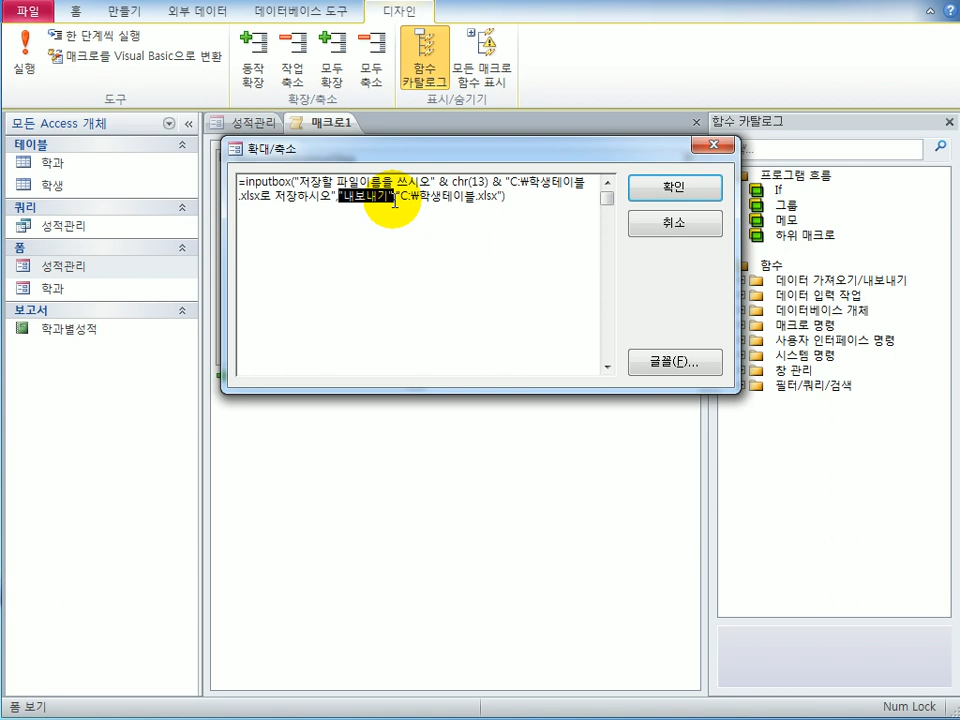 파일 홈 만들기 외부 데이터 데이터베이스 도구 디자인
실행
한 단계씩 실행
매크로를 Visual Basic으로 변환
도구
동작 확장
작업 축소
모두 확장
모두 축소
확장/축소
함수 카탈로그
모든 매크로 함수 표시
표시/숨기기
모든 Access 개체
테이블
학과
학생
쿼리
성적관리
폼
성적관리
학과
보고서
학과별성적
성적관리 매크로1
확대/축소
=inputbox("저장할 파일이름을 쓰시오" & chr(13) & "C:₩학생테이블
.xlsx로 저장하시오","내보내기","C:₩학생테이블.xlsx")
확인
취소
글꼴(F)...
함수 카탈로그
프로그램 흐름
If
그룹
메모
하위 매크로
함수
데이터 가져오기/내보내기
데이터 입력 작업
데이터베이스 개체
매크로 명령
사용자 인터페이스 명령
시스템 명령
창 관리
필터/쿼리/검색
폼 보기
Num Lock